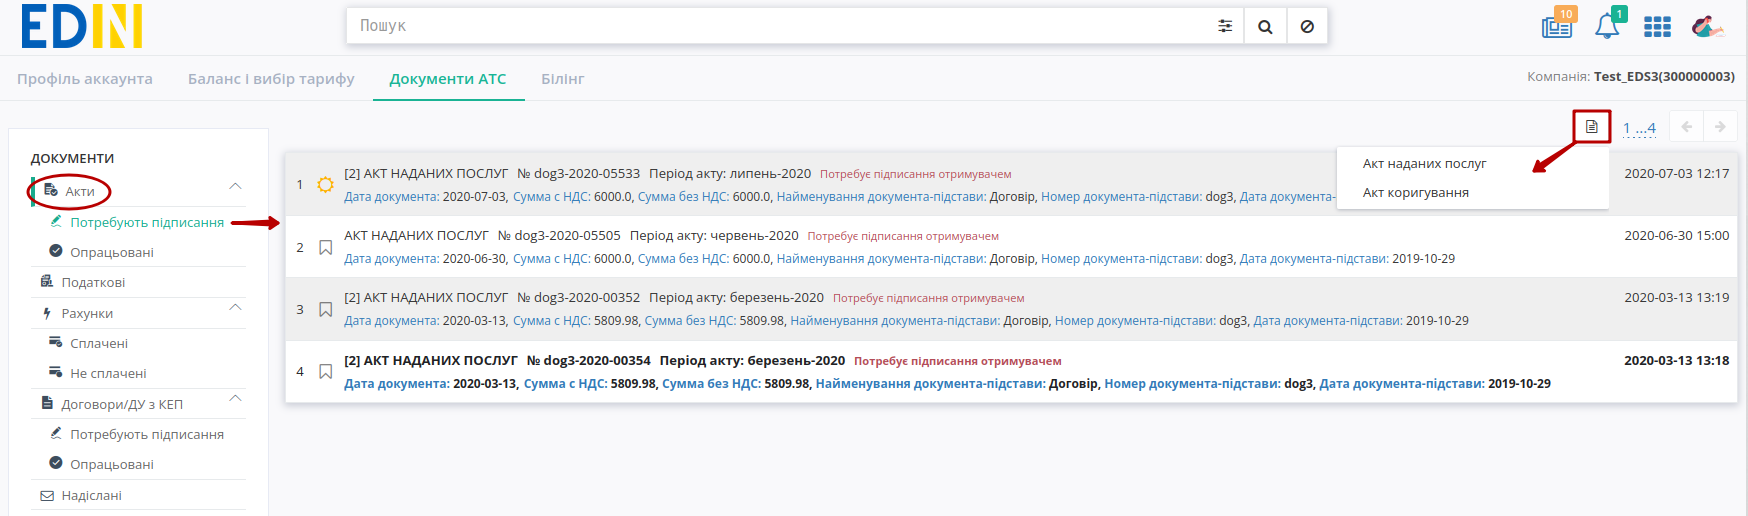 EDIN
Пошук
10
1
Профіль аккаунта
Баланс і вибір тарифу
Документи АТС
Білінг
Компанія: Test_EDS3(300000003)
1 ...4
Акт наданих послуг
Акт коригування
ДОКУМЕНТИ
Акти
Потребують підписання
Опрацьовані
Податкові
Рахунки
Сплачені
Не сплачені
Договори/ДУ з КЕП
Потребують підписання
Опрацьовані
Надіслані
1 [2] АКТ НАДАНИХ ПОСЛУГ № dog3-2020-05533 Період акту: липень-2020 Потребує підписання отримувачем 2020-07-03 12:17
Дата документа: 2020-07-03, Сумма с НДС: 6000.0, Сумма без НДС: 6000.0, Найменування документа-підстави: Договір, Номер документа-підстави: dog3, Дата документа-
2 АКТ НАДАНИХ ПОСЛУГ № dog3-2020-05505 Період акту: червень-2020 Потребує підписання отримувачем 2020-06-30 15:00
Дата документа: 2020-06-30, Сумма с НДС: 6000.0, Сумма без НДС: 6000.0, Найменування документа-підстави: Договір, Номер документа-підстави: dog3, Дата документа-підстави: 2019-10-29
3 [2] АКТ НАДАНИХ ПОСЛУГ № dog3-2020-00352 Період акту: березень-2020 Потребує підписання отримувачем 2020-03-13 13:19
Дата документа: 2020-03-13, Сумма с НДС: 5809.98, Сумма без НДС: 5809.98, Найменування документа-підстави: Договір, Номер документа-підстави: dog3, Дата документа-підстави: 2019-10-29
4 [2] АКТ НАДАНИХ ПОСЛУГ № dog3-2020-00354 Період акту: березень-2020 Потребує підписання отримувачем 2020-03-13 13:18
Дата документа: 2020-03-13, Сумма с НДС: 5809.98, Сумма без НДС: 5809.98, Найменування документа-підстави: Договір, Номер документа-підстави: dog3, Дата документа-підстави: 2019-10-29